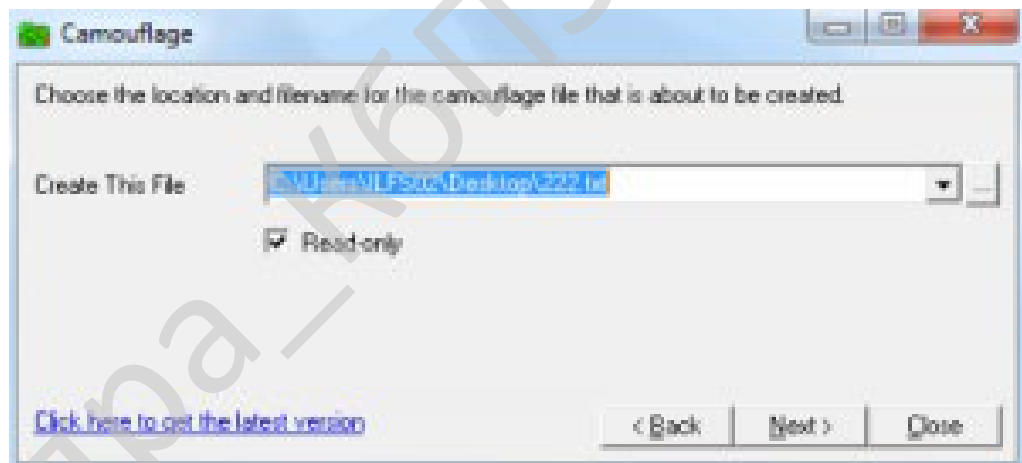 Camouflage
Choose the location and filename for the camouflage file that is about to be created.
Create This File
Read-only
Click here to get the latest version
< Back
Next >
Close